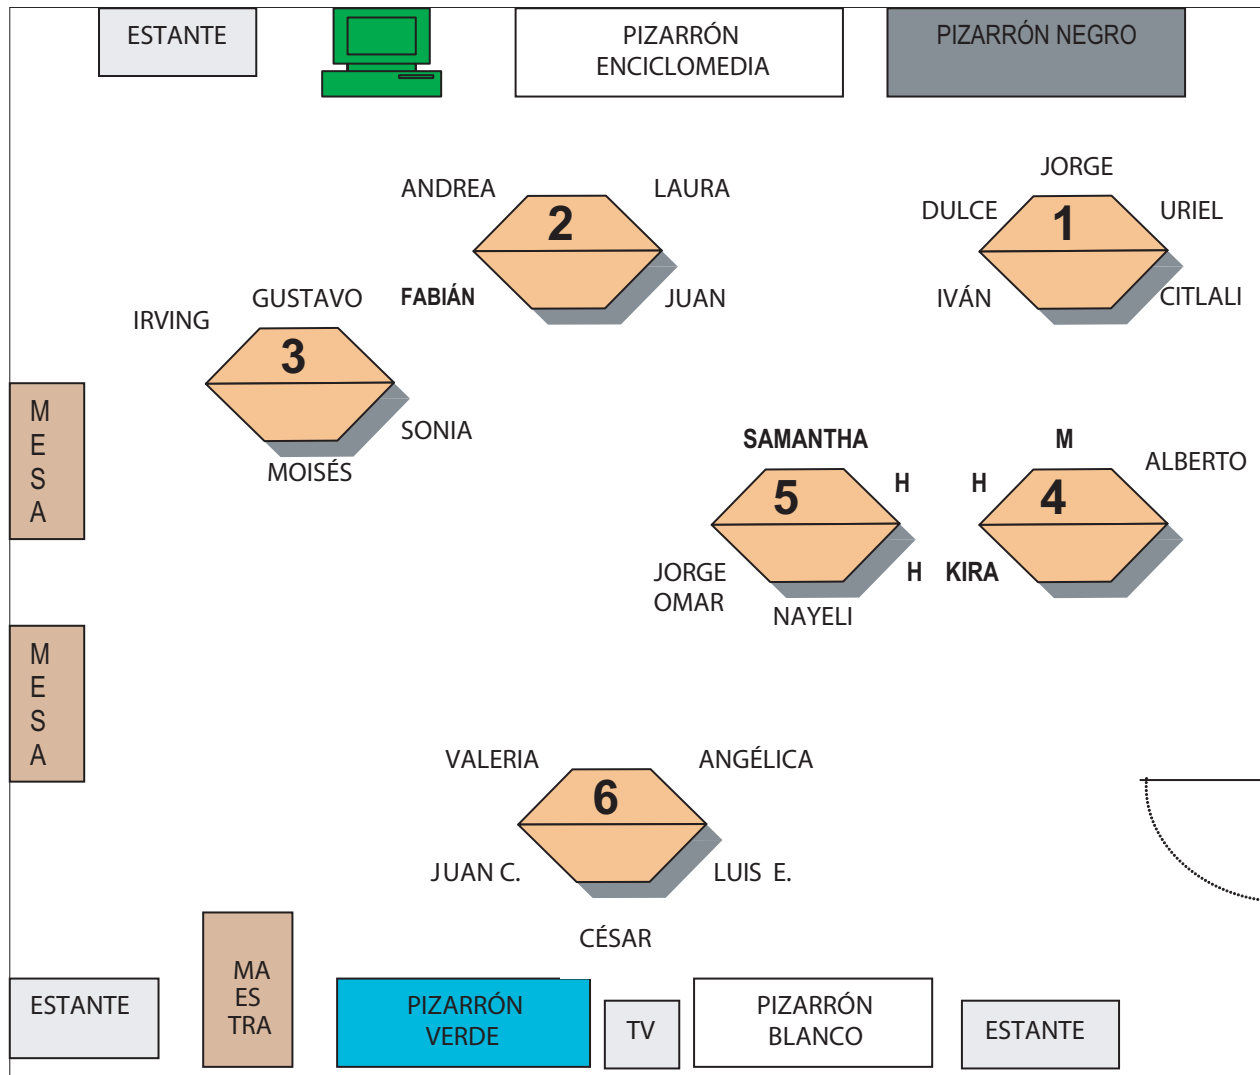 ESTANTE
PIZARRÓN
ENCICLOMEDIA
PIZARRÓN NEGRO
JORGE
ANDREA
LAURA
DULCE
URIEL
2
1
FABIÁN
JUAN
IVÁN
CITLALI
GUSTAVO
IRVING
3
SONIA
MOISÉS
M
E
S
A
SAMANTHA
H
5
H
JORGE
OMAR
NAYELI
M
ALBERTO
H
4
KIRA
M
E
S
A
VALERIA
ANGÉLICA
6
JUAN C.
LUIS E.
CÉSAR
ESTANTE
MA
ES
TRA
PIZARRÓN
VERDE
TV
PIZARRÓN
BLANCO
ESTANTE